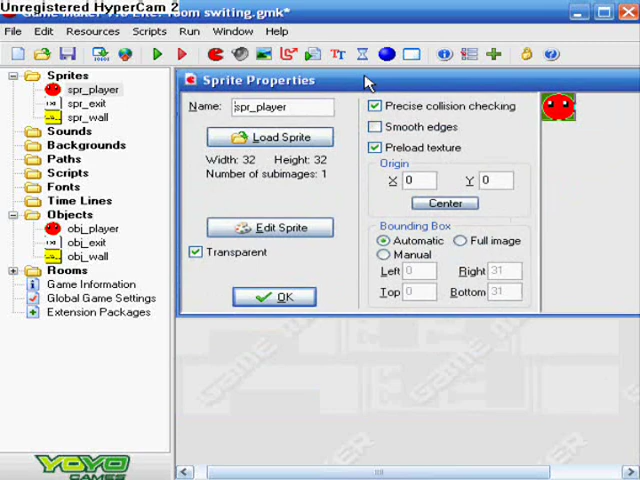 Unregistered HyperCam 2
room switing.gmk*
File Edit Resources Scripts Run Window Help
Sprites
spr_player
spr_exit
spr_wall
Sounds
Backgrounds
Paths
Scripts
Fonts
Time Lines
Objects
obj_player
obj_exit
obj_wall
Rooms
Game Information
Global Game Settings
Extension Packages
YOYO
GAMES
Sprite Properties
Name: spr_player
Load Sprite
Width: 32 Height: 32
Number of subimages: 1
Edit Sprite
Transparent
OK
Precise collision checking
Smooth edges
Preload texture
Origin
X 0 Y 0
Center
Bounding Box
Automatic Full image
Manual
Left 0 Right 31
Top 0 Bottom 31